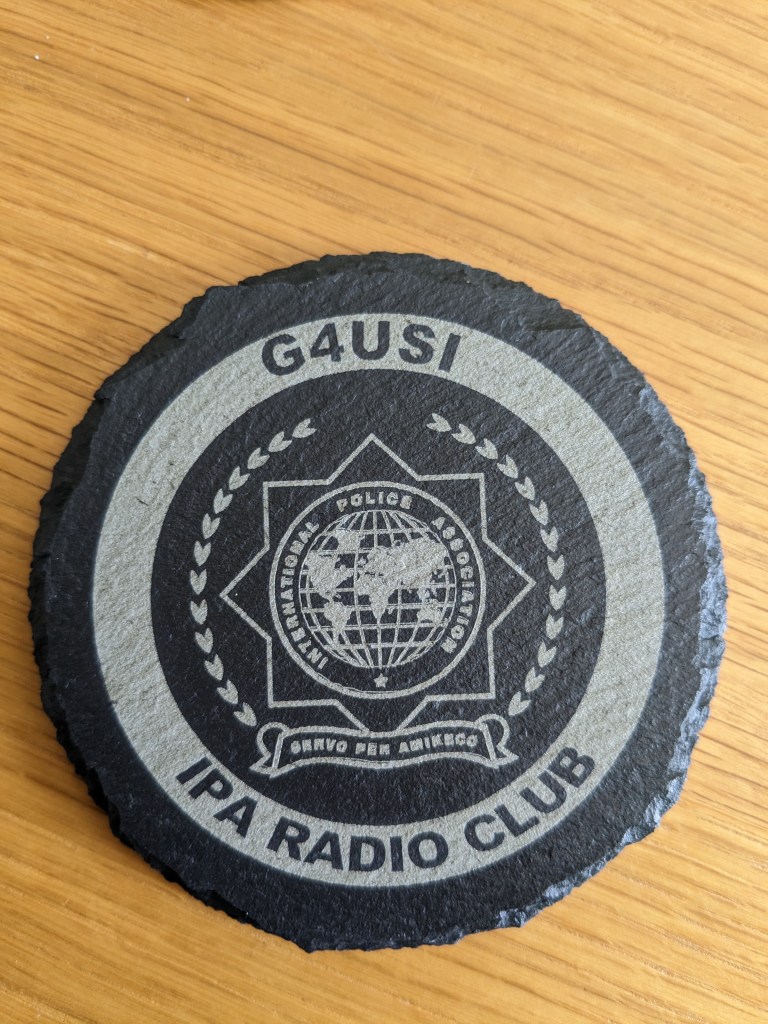 G4USI
INTERNATIONAL POLICE ASSOCIATION
SERVO PER AMIKECO
IPA RADIO CLUB